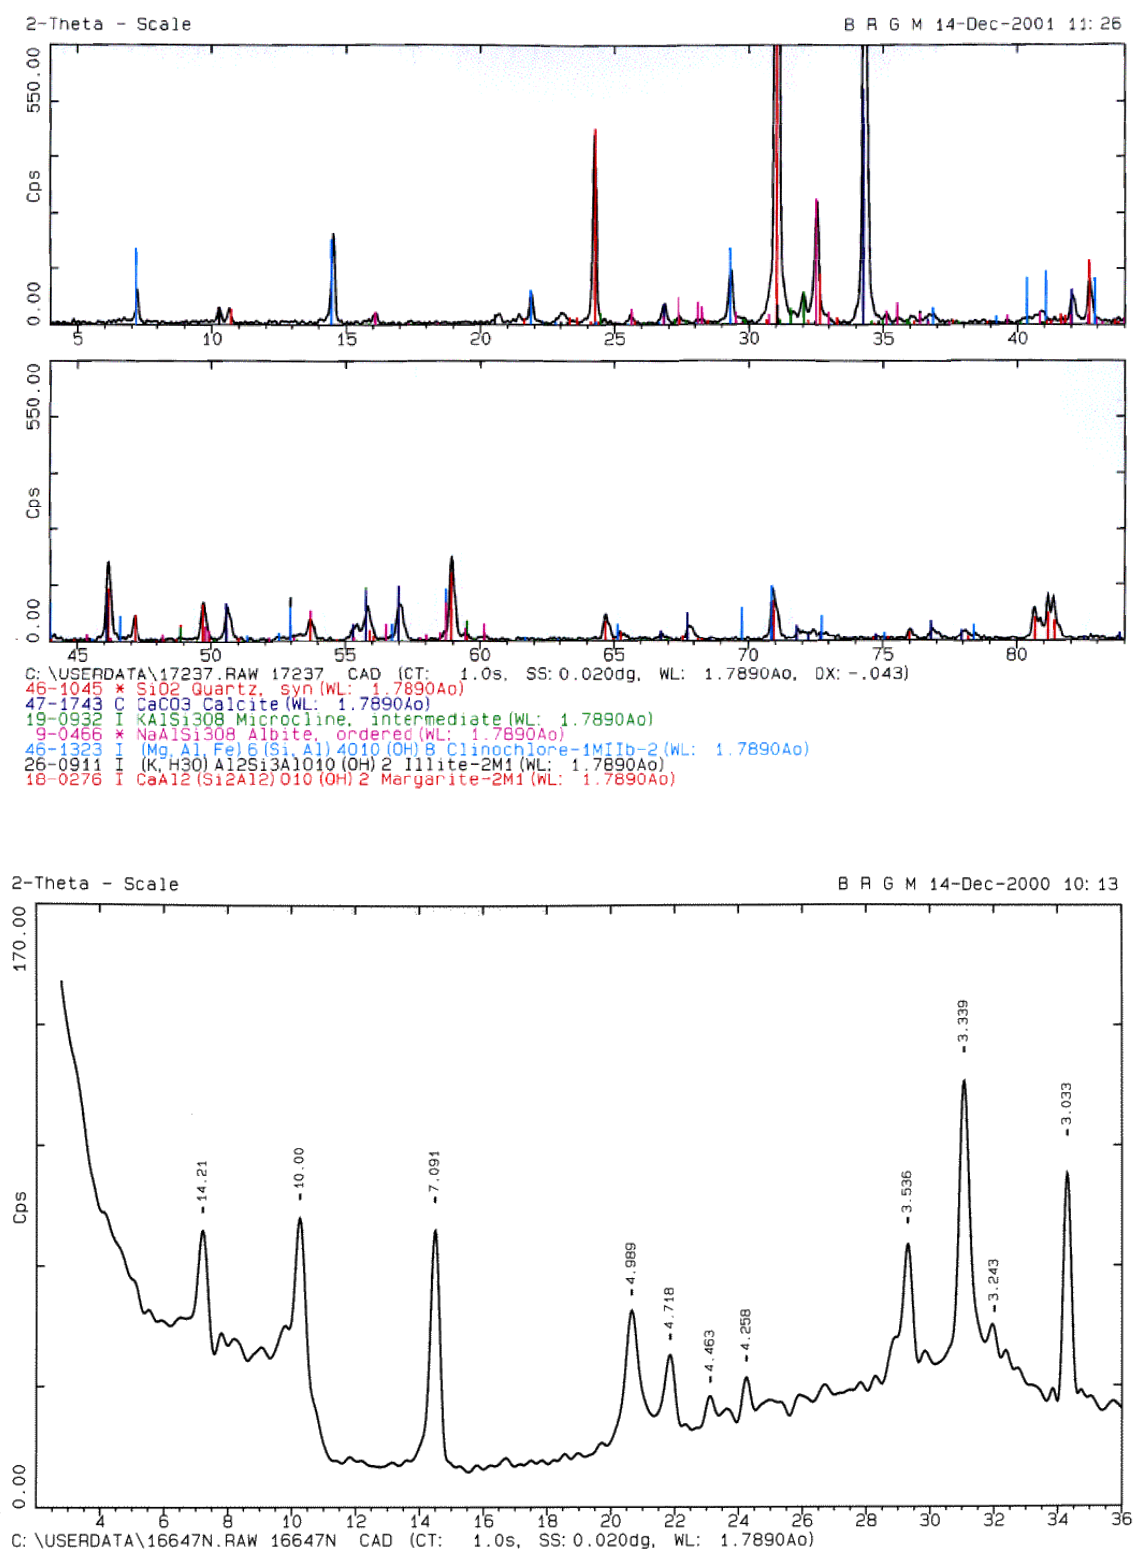 2-Theta - Scale B R G M 14-Dec-2001 11:26
550.00
Cps
0.00
5 10 15 20 25 30 35 40
550.00
Cps
0.00
45 50 55 60 65 70 75 80
C:\USERDATA\17237.RAW 17237 CAD (CT: 1.0s, SS:0.020dg, WL: 1.7890Ao, DX: -.043)
46-1045 * SiO2 Quartz, syn (WL: 1.7890Ao)
47-1743 C CaCO3 Calcite (WL: 1.7890Ao)
19-0932 I KAlSi3O8 Microcline, intermediate (WL: 1.7890Ao)
9-0466 * NaAlSi3O8 Albite, ordered (WL: 1.7890Ao)
46-1323 I (Mg,Al,Fe)6(Si,Al)4O10(OH)8 Clinochlore-1MIIb-2 (WL: 1.7890Ao)
26-0911 I (K,H3O)Al2Si3AlO10(OH)2 Illite-2M1 (WL: 1.7890Ao)
18-0276 I CaAl2(Si2Al2)O10(OH)2 Margarite-2M1 (WL: 1.7890Ao)
2-Theta - Scale B R G M 14-Dec-2000 10:13
170.00
Cps
0.00
14.21
10.00
7.091
4.989
4.718
4.463
4.258
3.536
3.339
3.243
3.033
4 6 8 10 12 14 16 18 20 22 24 26 28 30 32 34 36
C:\USERDATA\16647N.RAW 16647N CAD (CT: 1.0s, SS:0.020dg, WL: 1.7890Ao)